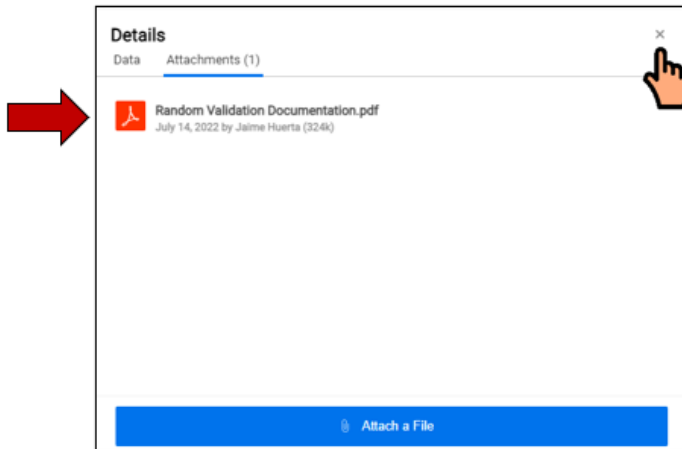 Details
Data Attachments (1)
Random Validation Documentation.pdf
July 14, 2022 by Jaime Huerta (324k)
Attach a File